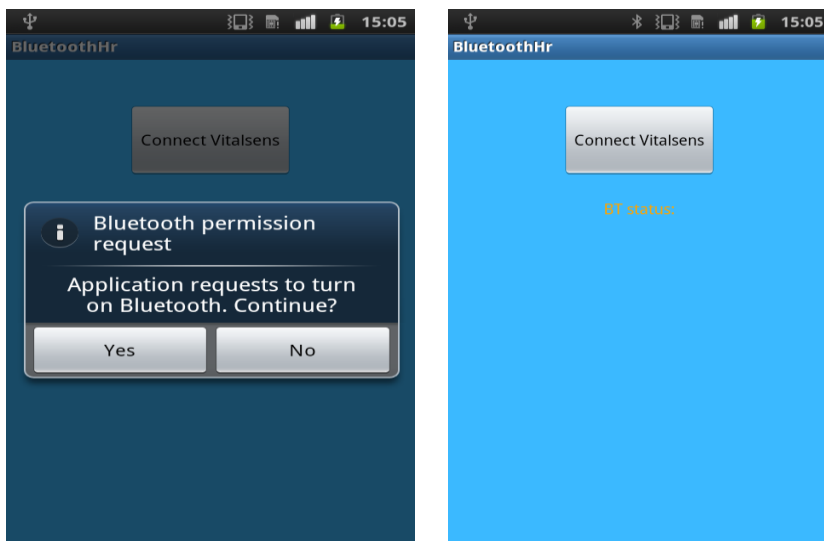 15:05
BluetoothHr
Connect Vitalsens
Bluetooth permission
request
Application requests to turn
on Bluetooth. Continue?
Yes
No
15:05
BluetoothHr
Connect Vitalsens
BT status: